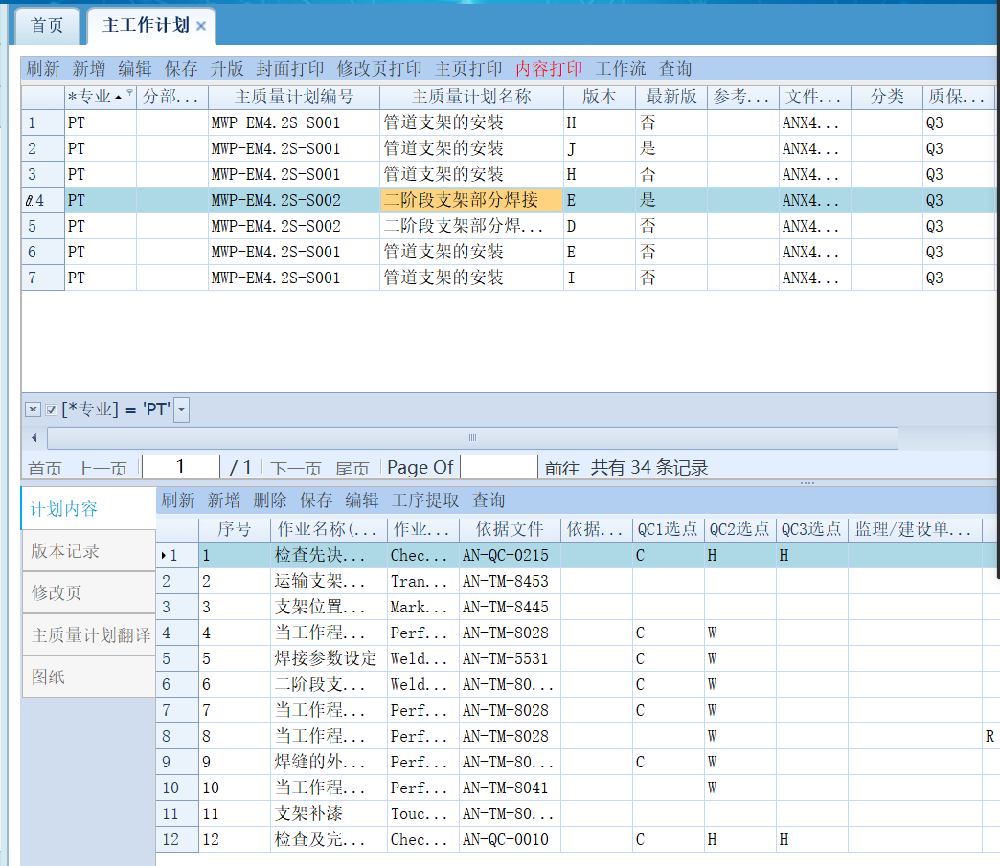 首页 主工作计划
刷新 新增 编辑 保存 升版 封面打印 修改页打印 主页打印 内容打印 工作流 查询
*专业 分部... 主质量计划编号 主质量计划名称 版本 最新版 参考... 文件... 分类 质保...
1 PT MWP-EM4.2S-S001 管道支架的安装 H 否 ANX4... Q3
2 PT MWP-EM4.2S-S001 管道支架的安装 J 是 ANX4... Q3
3 PT MWP-EM4.2S-S001 管道支架的安装 H 否 ANX4... Q3
4 PT MWP-EM4.2S-S002 二阶段支架部分焊接 E 是 ANX4... Q3
5 PT MWP-EM4.2S-S002 二阶段支架部分焊... D 否 ANX4... Q3
6 PT MWP-EM4.2S-S001 管道支架的安装 E 否 ANX4... Q3
7 PT MWP-EM4.2S-S001 管道支架的安装 I 否 ANX4... Q3
[*专业] = 'PT'
首页 上一页 1 / 1 下一页 尾页 Page Of 前往 共有 34 条记录
计划内容
版本记录
修改页
主质量计划翻译
图纸
刷新 新增 删除 保存 编辑 工序提取 查询
序号 作业名称(... 作业... 依据文件 依据... QC1选点 QC2选点 QC3选点 监理/建设单...
1 1 检查先决... Chec... AN-QC-0215 C H H
2 2 运输支架... Tran... AN-TM-8453
3 3 支架位置... Mark... AN-TM-8445
4 4 当工作程... Perf... AN-TM-8028 C W
5 5 焊接参数设定 Weld... AN-TM-5531 C W
6 6 二阶段支... Weld... AN-TM-80... C W
7 7 当工作程... Perf... AN-TM-8028 C W
8 8 当工作程... Perf... AN-TM-8028 W R
9 9 焊缝的外... Perf... AN-TM-80... C W
10 10 当工作程... Perf... AN-TM-8041 W
11 11 支架补漆 Touc... AN-TM-80...
12 12 检查及完... Chec... AN-QC-0010 C H H